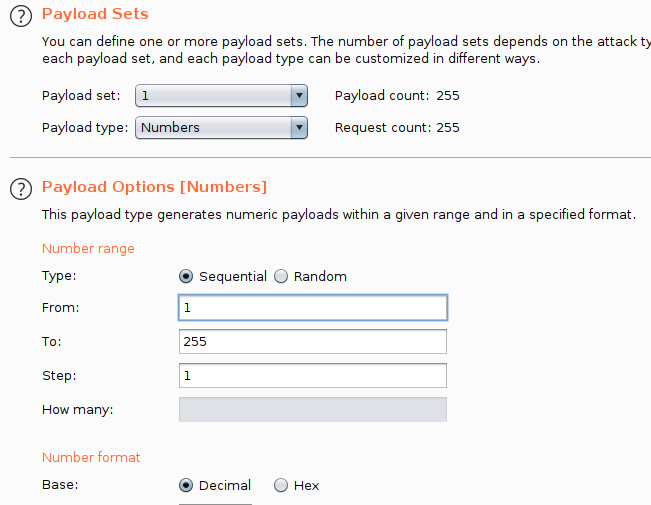 Payload Sets
You can define one or more payload sets. The number of payload sets depends on the attack ty
each payload set, and each payload type can be customized in different ways.
Payload set: 1 Payload count: 255
Payload type: Numbers Request count: 255
Payload Options [Numbers]
This payload type generates numeric payloads within a given range and in a specified format.
Number range
Type: Sequential Random
From: 1
To: 255
Step: 1
How many:
Number format
Base: Decimal Hex